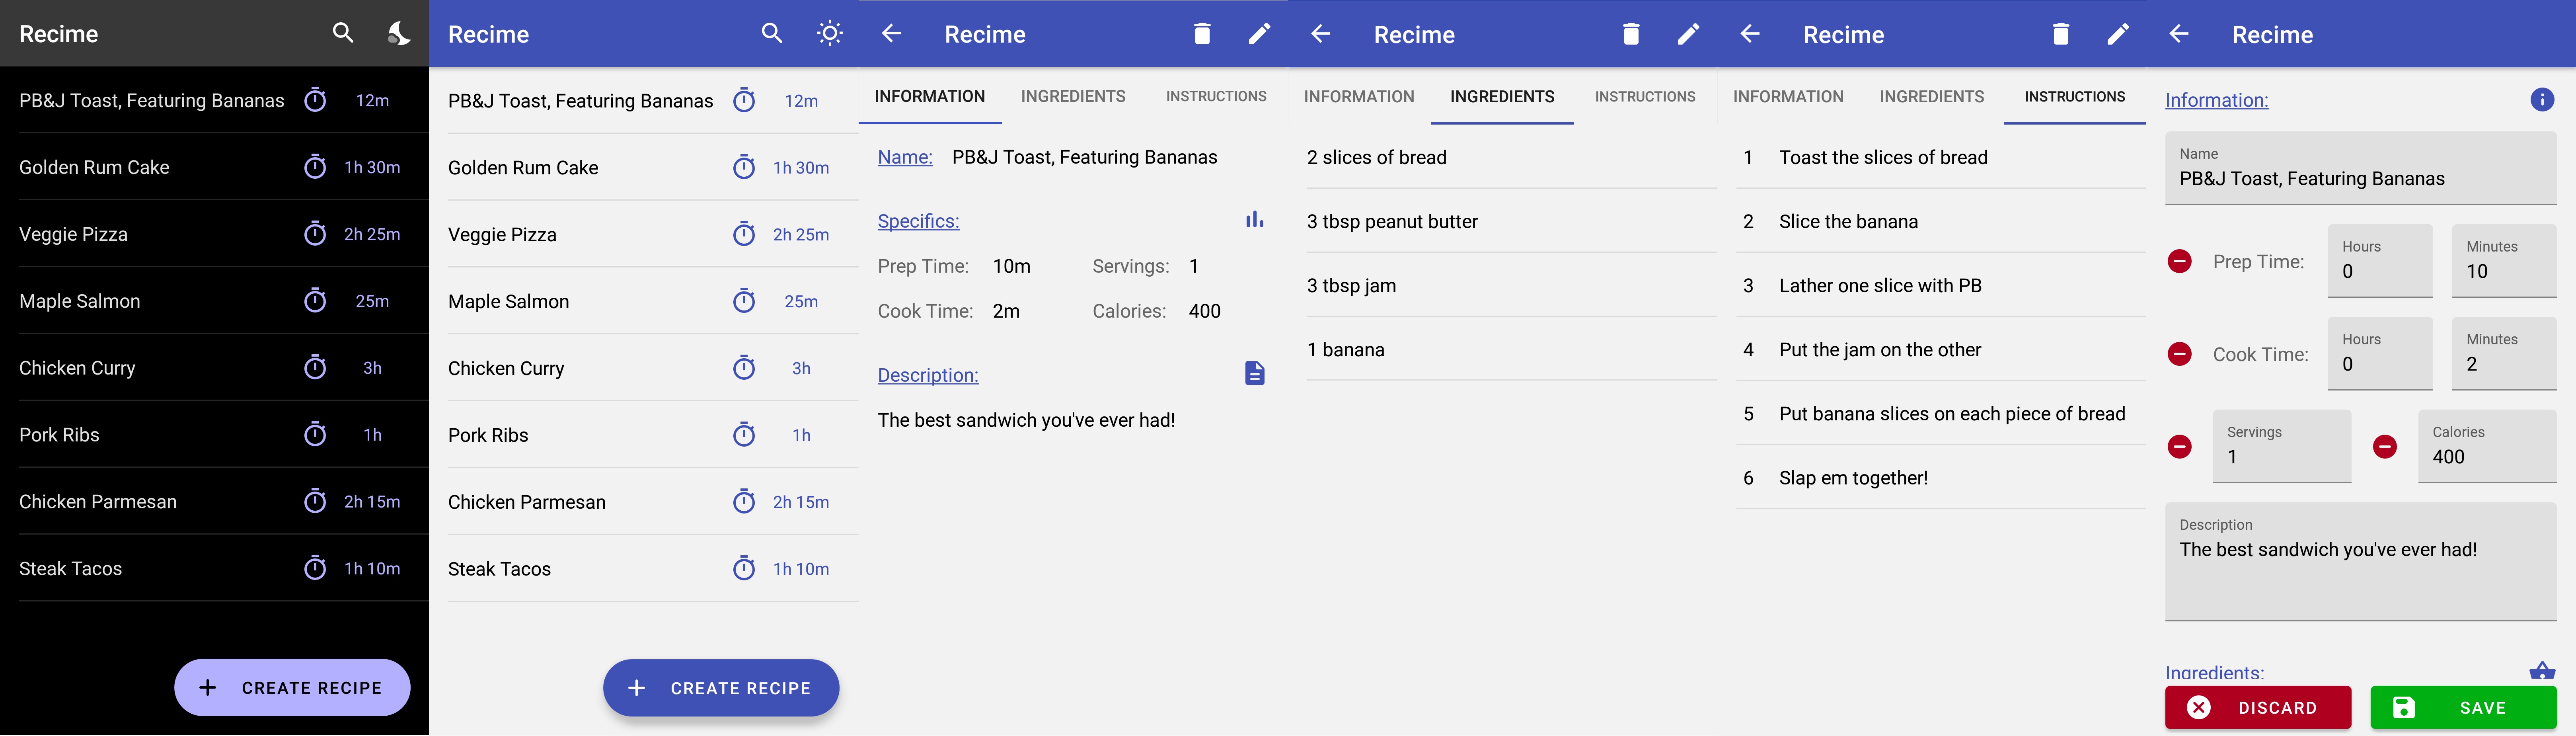 Recime
PB&J Toast, Featuring Bananas 12m
Golden Rum Cake 1h 30m
Veggie Pizza 2h 25m
Maple Salmon 25m
Chicken Curry 3h
Pork Ribs 1h
Chicken Parmesan 2h 15m
Steak Tacos 1h 10m
CREATE RECIPE
Recime
PB&J Toast, Featuring Bananas 12m
Golden Rum Cake 1h 30m
Veggie Pizza 2h 25m
Maple Salmon 25m
Chicken Curry 3h
Pork Ribs 1h
Chicken Parmesan 2h 15m
Steak Tacos 1h 10m
CREATE RECIPE
Recime
INFORMATION INGREDIENTS INSTRUCTIONS
Name: PB&J Toast, Featuring Bananas
Specifics:
Prep Time: 10m Servings: 1
Cook Time: 2m Calories: 400
Description:
The best sandwich you've ever had!
Recime
INFORMATION INGREDIENTS INSTRUCTIONS
2 slices of bread
3 tbsp peanut butter
3 tbsp jam
1 banana
Recime
INFORMATION INGREDIENTS INSTRUCTIONS
1 Toast the slices of bread
2 Slice the banana
3 Lather one slice with PB
4 Put the jam on the other
5 Put banana slices on each piece of bread
6 Slap em together!
Recime
Information:
Name
PB&J Toast, Featuring Bananas
Prep Time: Hours 0 Minutes 10
Cook Time: Hours 0 Minutes 2
Servings 1 Calories 400
Description
The best sandwich you've ever had!
Ingredients:
DISCARD SAVE